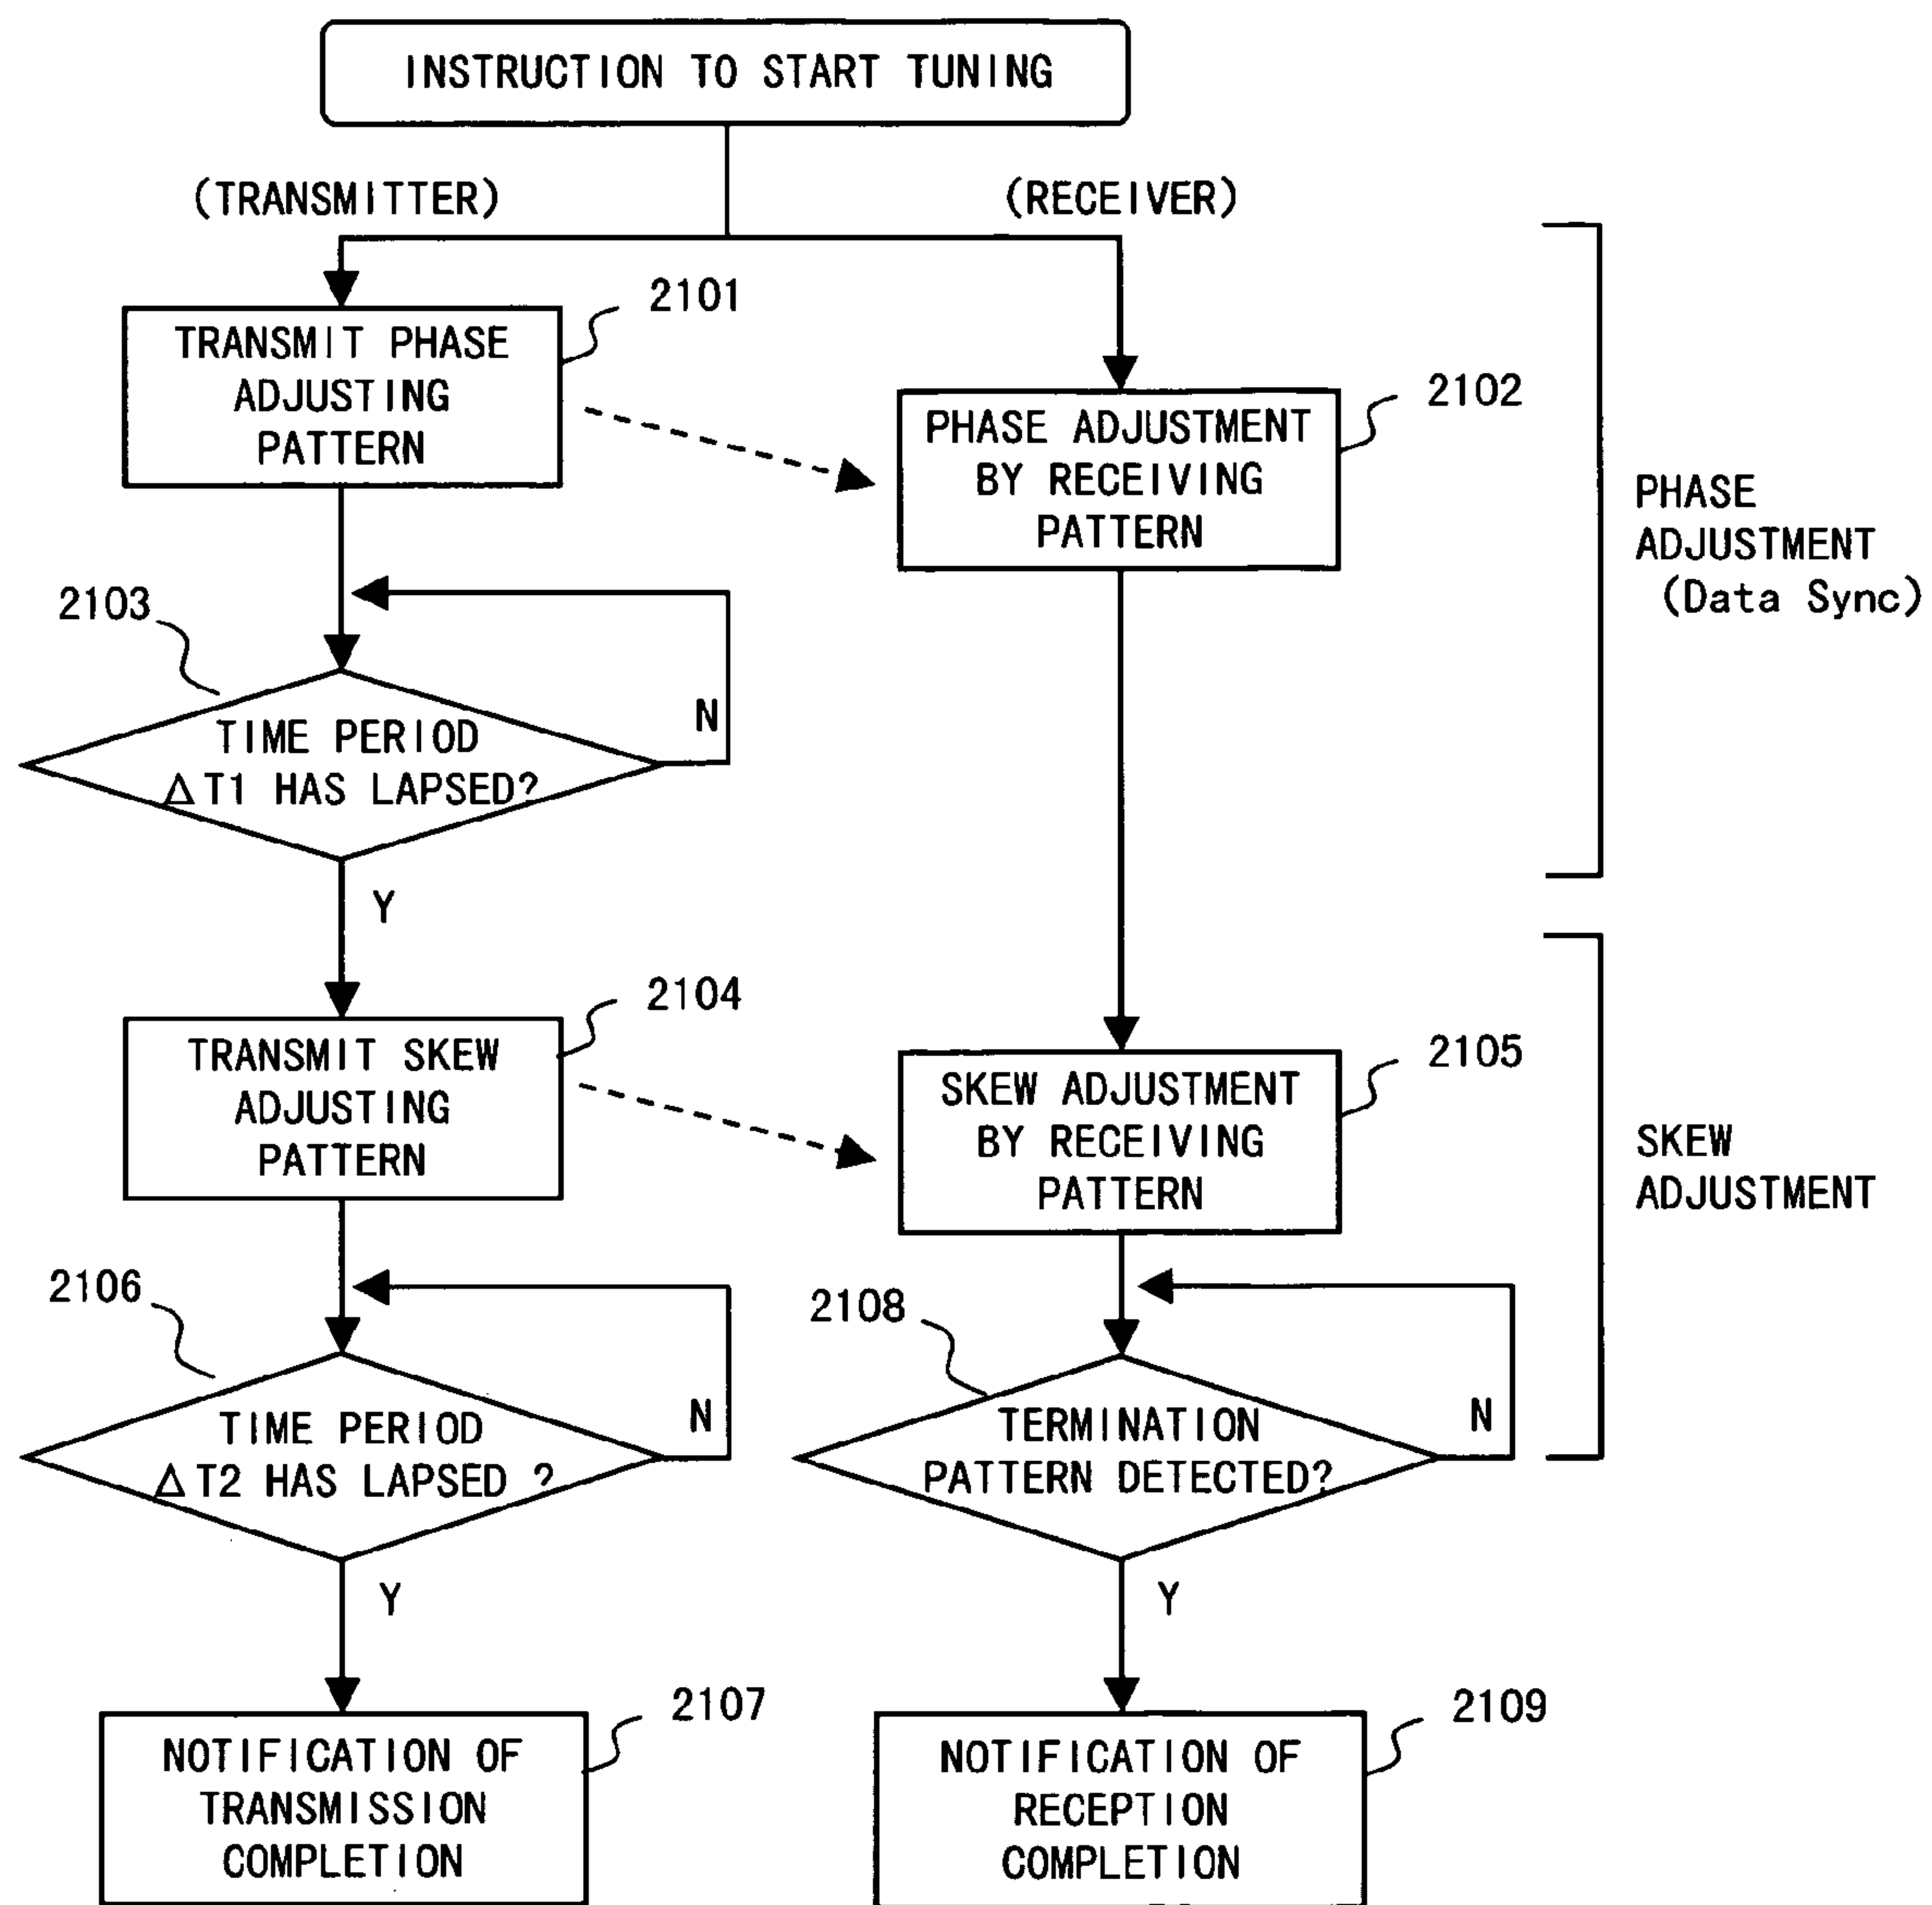 INSTRUCTION TO START TUNING
(TRANSMITTER)
(RECEIVER)
2101
TRANSMIT PHASE
ADJUSTING
PATTERN
2102
PHASE ADJUSTMENT
BY RECEIVING
PATTERN
PHASE
ADJUSTMENT
(Data Sync)
2103
N
TIME PERIOD
ΔT1 HAS LAPSED?
Y
2104
TRANSMIT SKEW
ADJUSTING
PATTERN
2105
SKEW ADJUSTMENT
BY RECEIVING
PATTERN
SKEW
ADJUSTMENT
2106
N
TIME PERIOD
ΔT2 HAS LAPSED ?
Y
2108
N
TERMINATION
PATTERN DETECTED?
Y
2107
NOTIFICATION OF
TRANSMISSION
COMPLETION
2109
NOTIFICATION OF
RECEPTION
COMPLETION